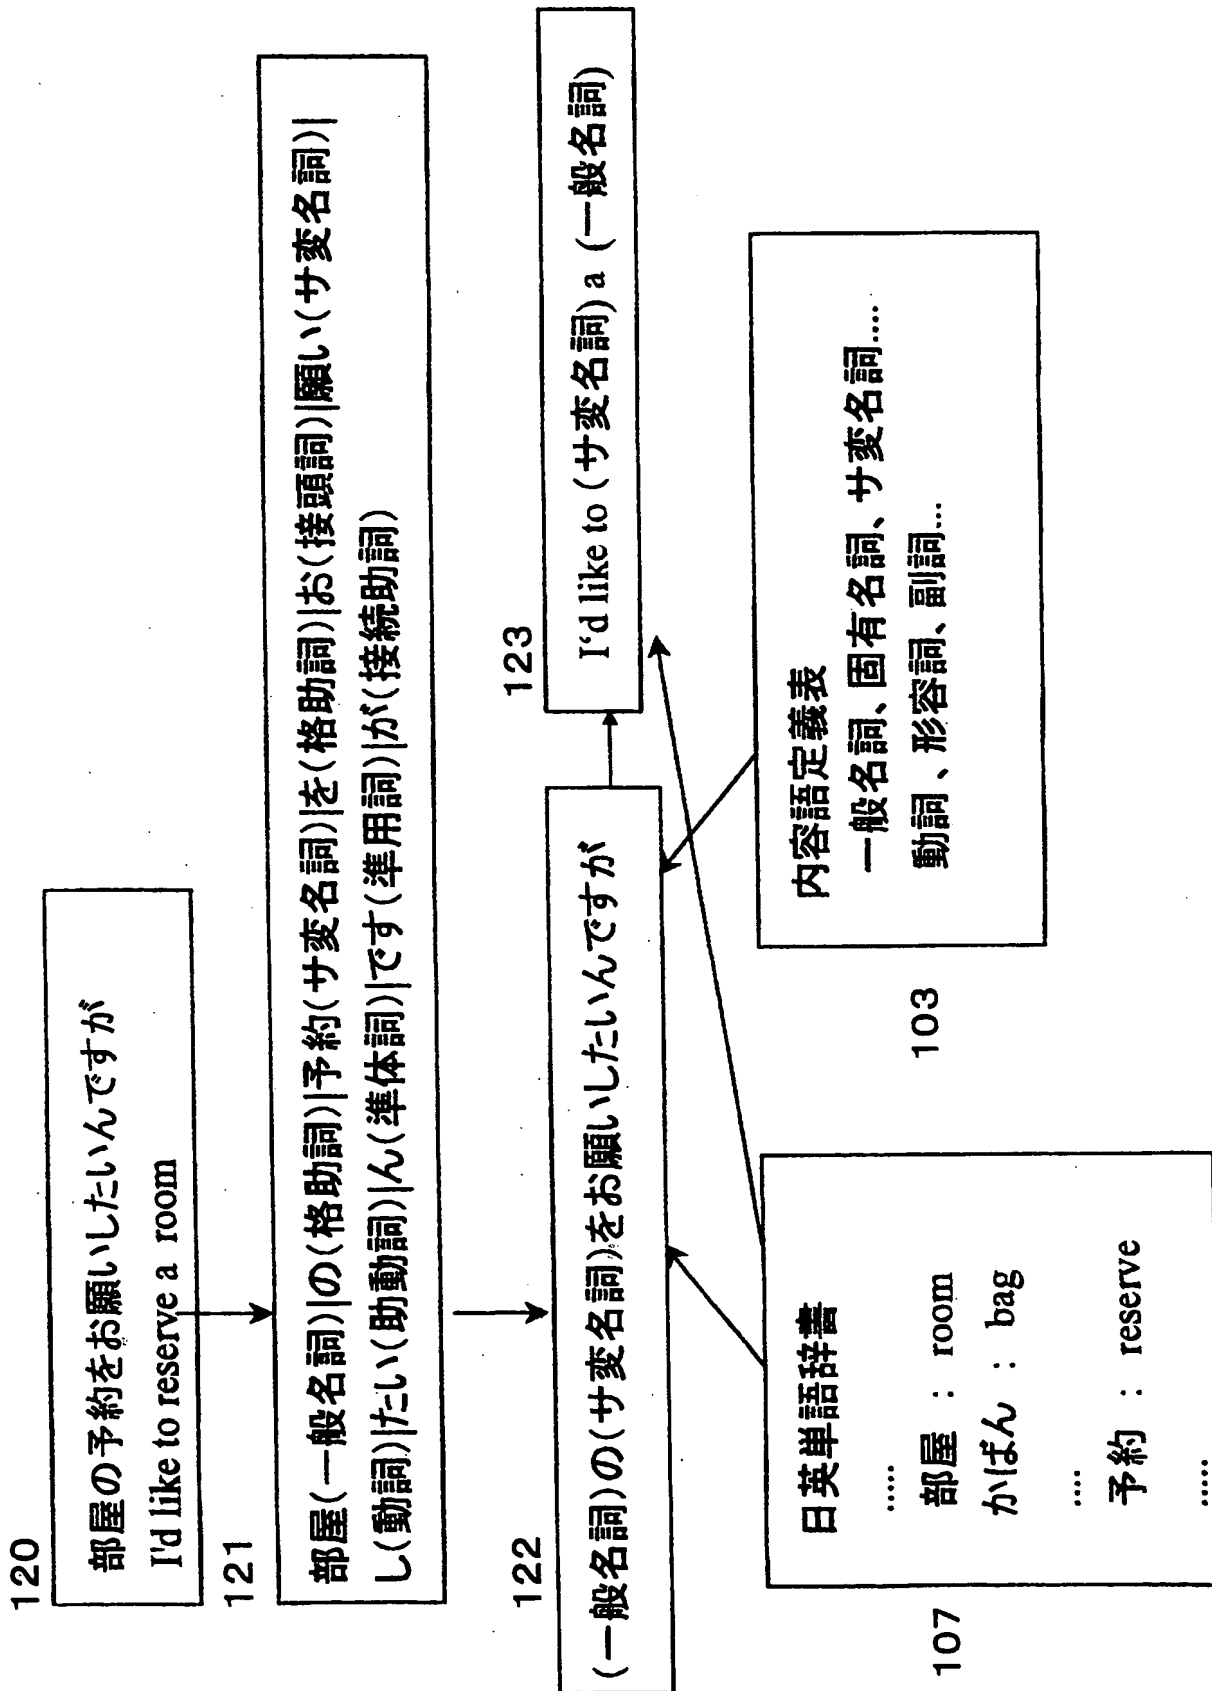 120
部屋の予約をお願いしたいんですが
I'd like to reserve a room
121
部屋(一般名詞)|の(格助詞)|予約(サ変名詞)|を(格助詞)|お(接頭詞)|願い(サ変名詞)|
し(動詞)|たい(助動詞)|ん(準体詞)|です(準用詞)|が(接続助詞)
122
(一般名詞)の(サ変名詞)をお願いしたいんですが
123
I'd like to (サ変名詞) a (一般名詞)
107
日英単語辞書
.....
部屋 : room
かばん : bag
....
予約 : reserve
.....
103
内容語定義表
一般名詞、固有名詞、サ変名詞....
動詞、形容詞、副詞...